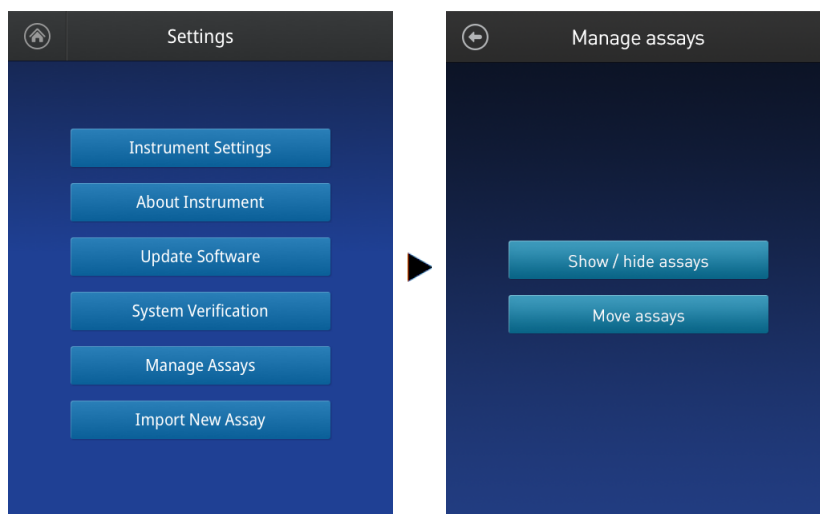 Settings
Instrument Settings
About Instrument
Update Software
System Verification
Manage Assays
Import New Assay
Manage assays
Show / hide assays
Move assays